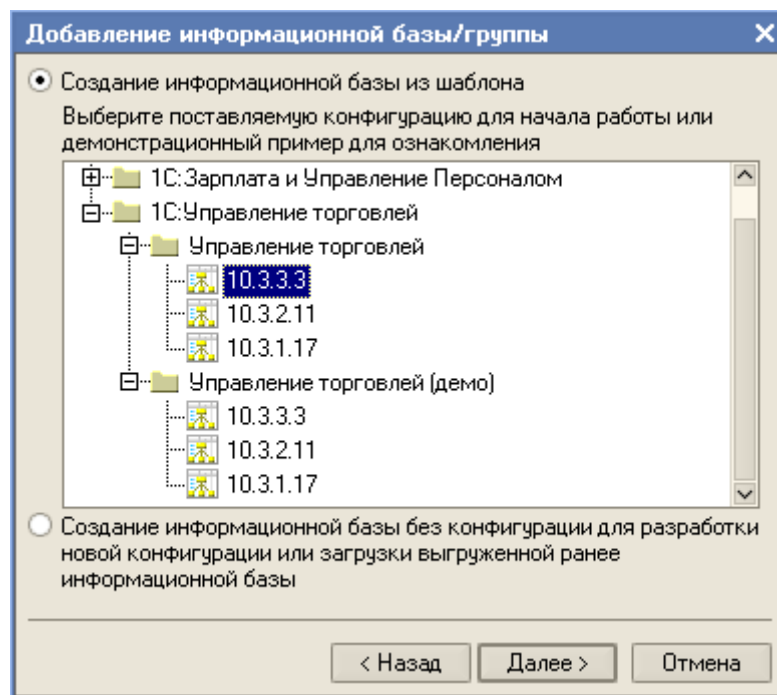 Добавление информационной базы/группы
Создание информационной базы из шаблона
Выберите поставляемую конфигурацию для начала работы или
демонстрационный пример для ознакомления
1С:Зарплата и Управление Персоналом
1С:Управление торговлей
Управление торговлей
10.3.3.3
10.3.2.11
10.3.1.17
Управление торговлей (демо)
10.3.3.3
10.3.2.11
10.3.1.17
Создание информационной базы без конфигурации для разработки
новой конфигурации или загрузки выгруженной ранее
информационной базы
< Назад Далее > Отмена